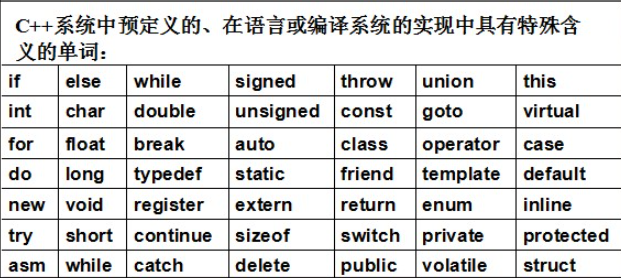 C++系统中预定义的、在语言或编译系统的实现中具有特殊含
义的单词：
if else while signed throw union this
int char double unsigned const goto virtual
for float break auto class operator case
do long typedef static friend template default
new void register extern return enum inline
try short continue sizeof switch private protected
asm while catch delete public volatile struct